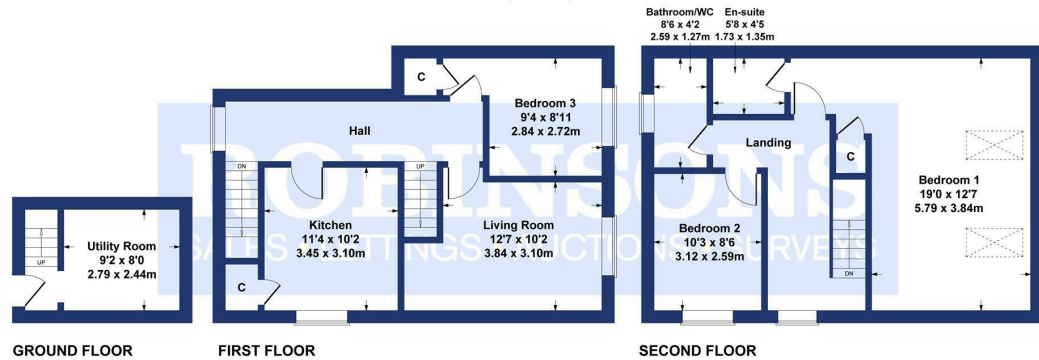 Bathroom/WC
8'6 x 4'2
2.59 x 1.27m
En-suite
5'8 x 4'5
1.73 x 1.35m
C
Bedroom 3
9'4 x 8'11
2.84 x 2.72m
Hall
Landing
C
DN
UP
Bedroom 1
19'0 x 12'7
5.79 x 3.84m
ROBINSONS
SALES LETTINGS AUCTIONS SURVEYS
Kitchen
11'4 x 10'2
3.45 x 3.10m
Living Room
12'7 x 10'2
3.84 x 3.10m
Bedroom 2
10'3 x 8'6
3.12 x 2.59m
Utility Room
9'2 x 8'0
2.79 x 2.44m
UP
DN
C
GROUND FLOOR
FIRST FLOOR
SECOND FLOOR